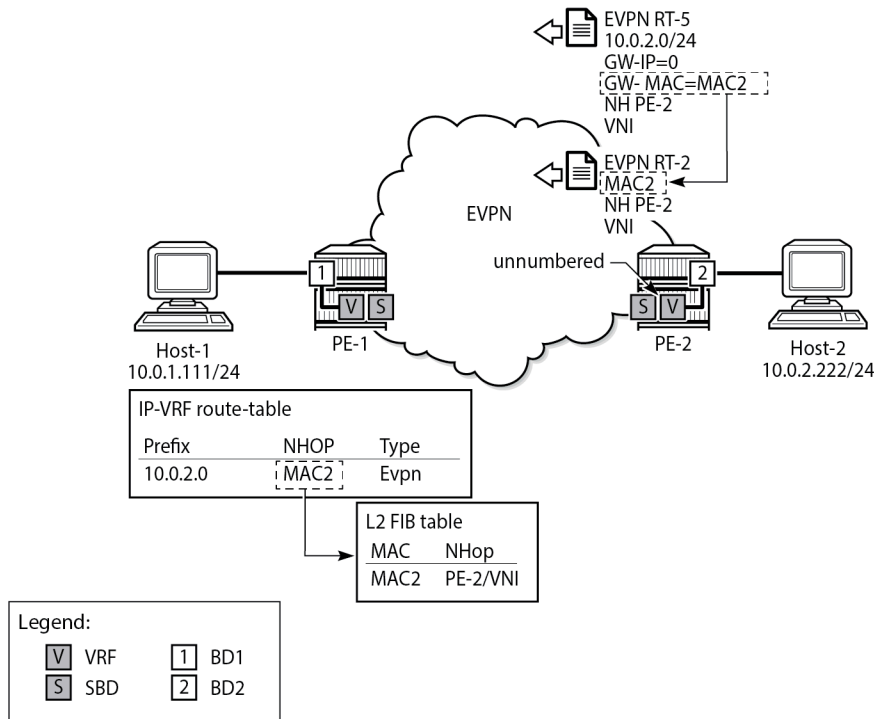 EVPN RT-5
10.0.2.0/24
GW-IP=0
GW- MAC=MAC2
NH PE-2
VNI
EVPN RT-2
MAC2
NH PE-2
VNI
EVPN
unnumbered
1
2
V S
S V
PE-1
PE-2
Host-1
10.0.1.111/24
Host-2
10.0.2.222/24
IP-VRF route-table
Prefix NHOP Type
10.0.2.0 MAC2 Evpn
L2 FIB table
MAC NHop
MAC2 PE-2/VNI
Legend:
V VRF 1 BD1
S SBD 2 BD2